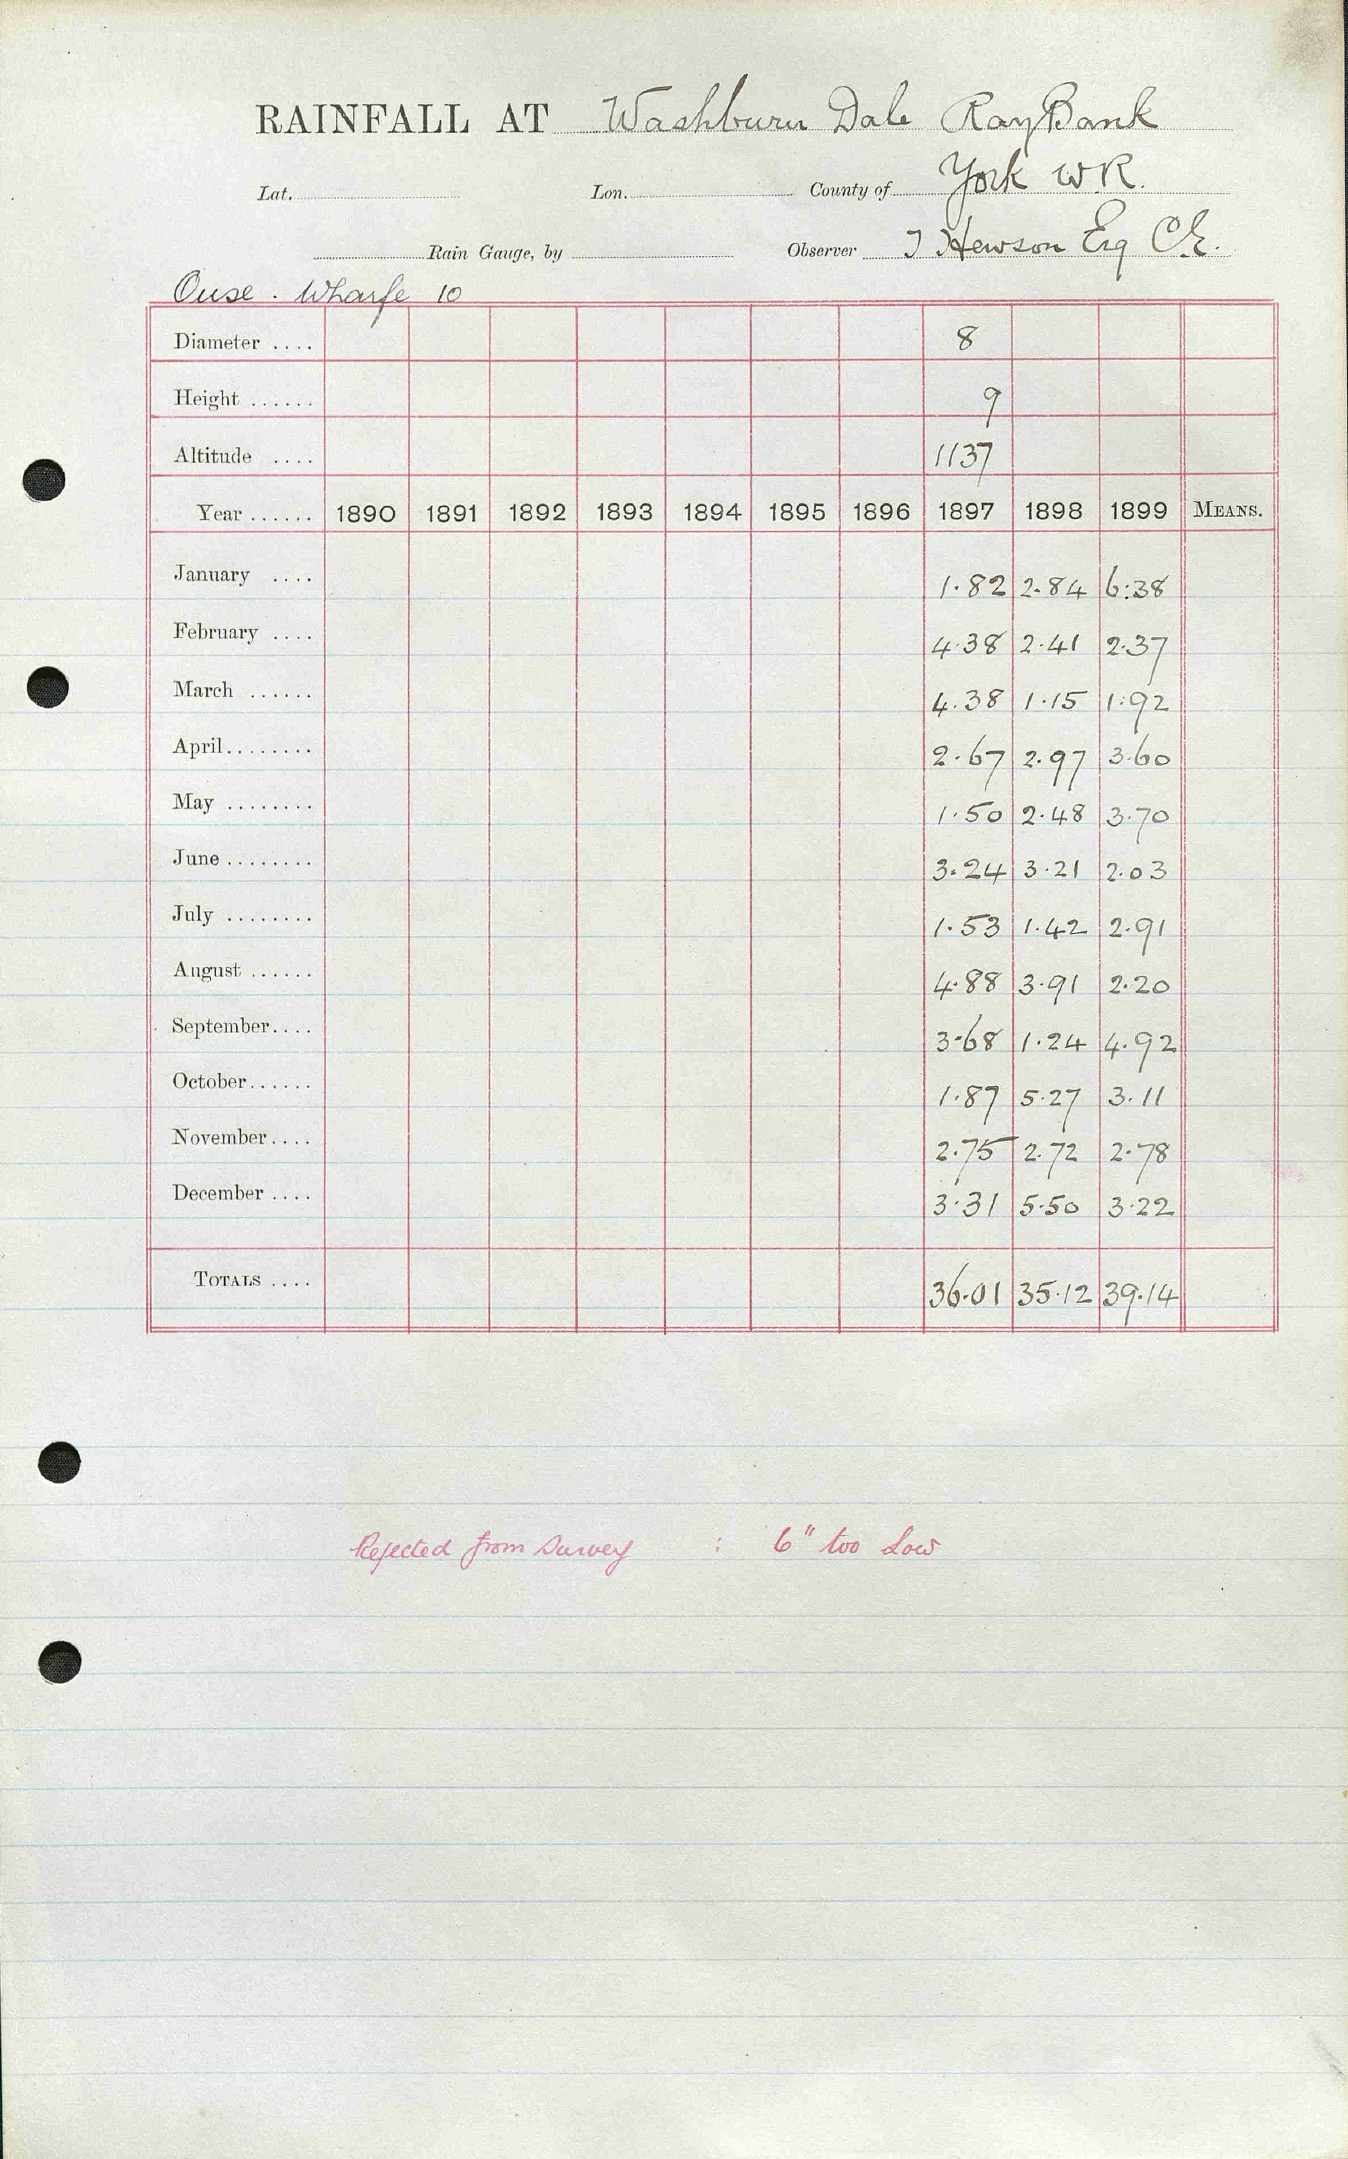 RAINFALL AT Washburn Dale Ray Bank
Lat. Lon. County of York W.R.
Rain Gauge, by Observer T Hewson Esq C.E.
Ouse. Wharfe 10
Diameter .... 8
Height ...... 9
Altitude .... 1137
Year ...... 1890 1891 1892 1893 1894 1895 1896 1897 1898 1899 MEANS.
January .... 1.82 2.84 6.38
February .... 4.38 2.41 2.37
March ...... 4.38 1.15 1.92
April ........ 2.67 2.97 3.60
May ........ 1.50 2.48 3.70
June ........ 3.24 3.21 2.03
July ........ 1.53 1.42 2.91
August ...... 4.88 3.91 2.20
September .... 3.68 1.24 4.92
October ...... 1.87 5.27 3.11
November .... 2.75 2.72 2.78
December .... 3.31 5.50 3.22
TOTALS .... 36.01 35.12 39.14
Rejected from Survey : 6" too Low